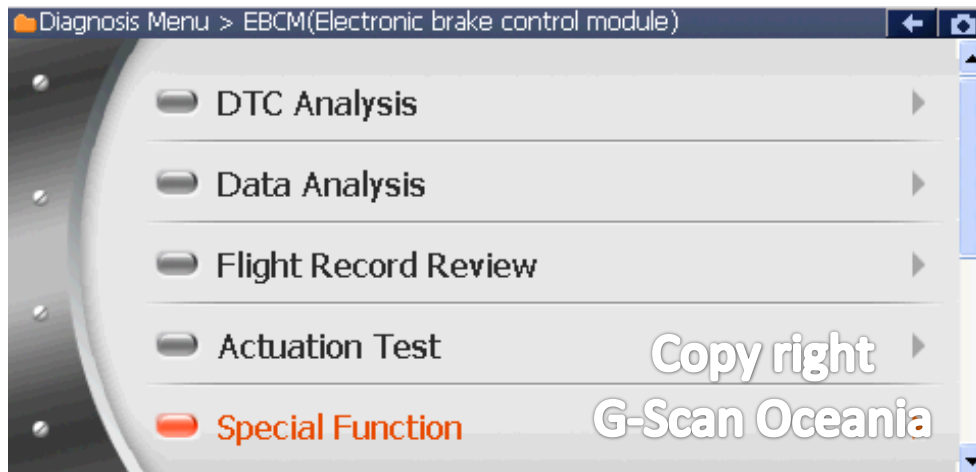 Diagnosis Menu > EBCM(Electronic brake control module)
DTC Analysis
Data Analysis
Flight Record Review
Actuation Test
Special Function
Copy right
G-Scan Oceania